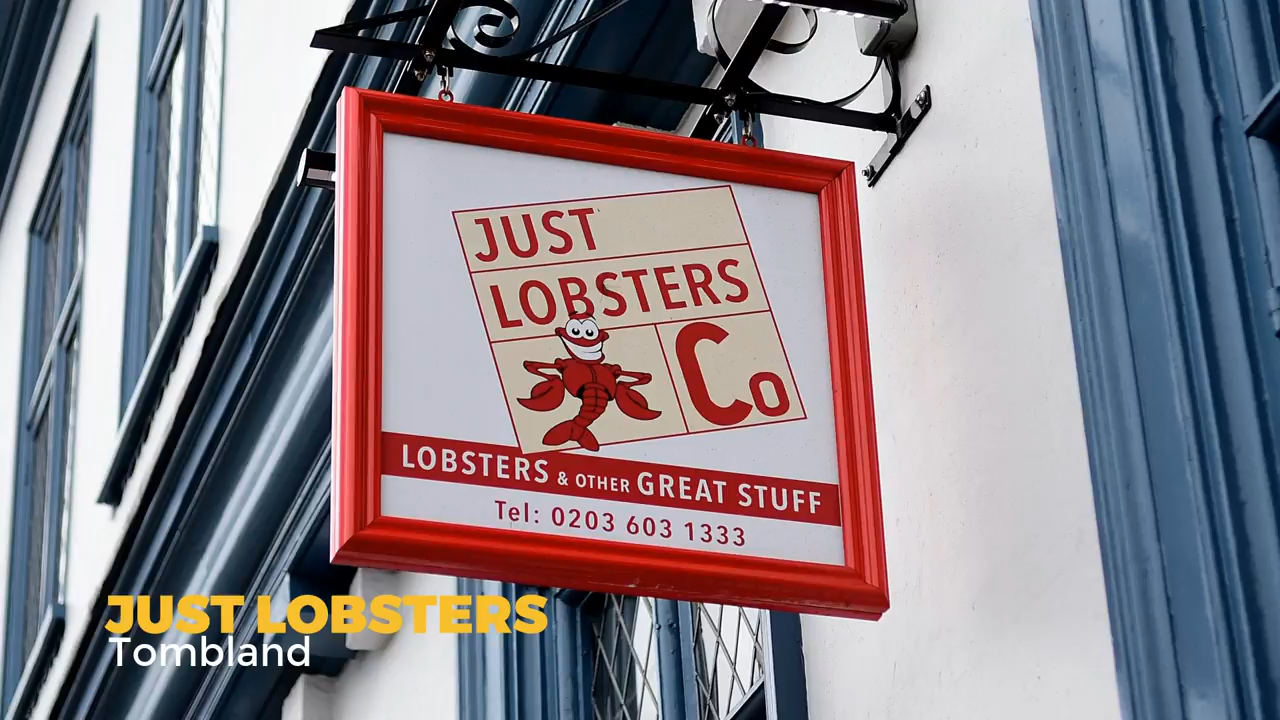 JUST
LOBSTERS
Co
LOBSTERS & OTHER GREAT STUFF
Tel: 0203 603 1333
JUST LOBSTERS
Tombland